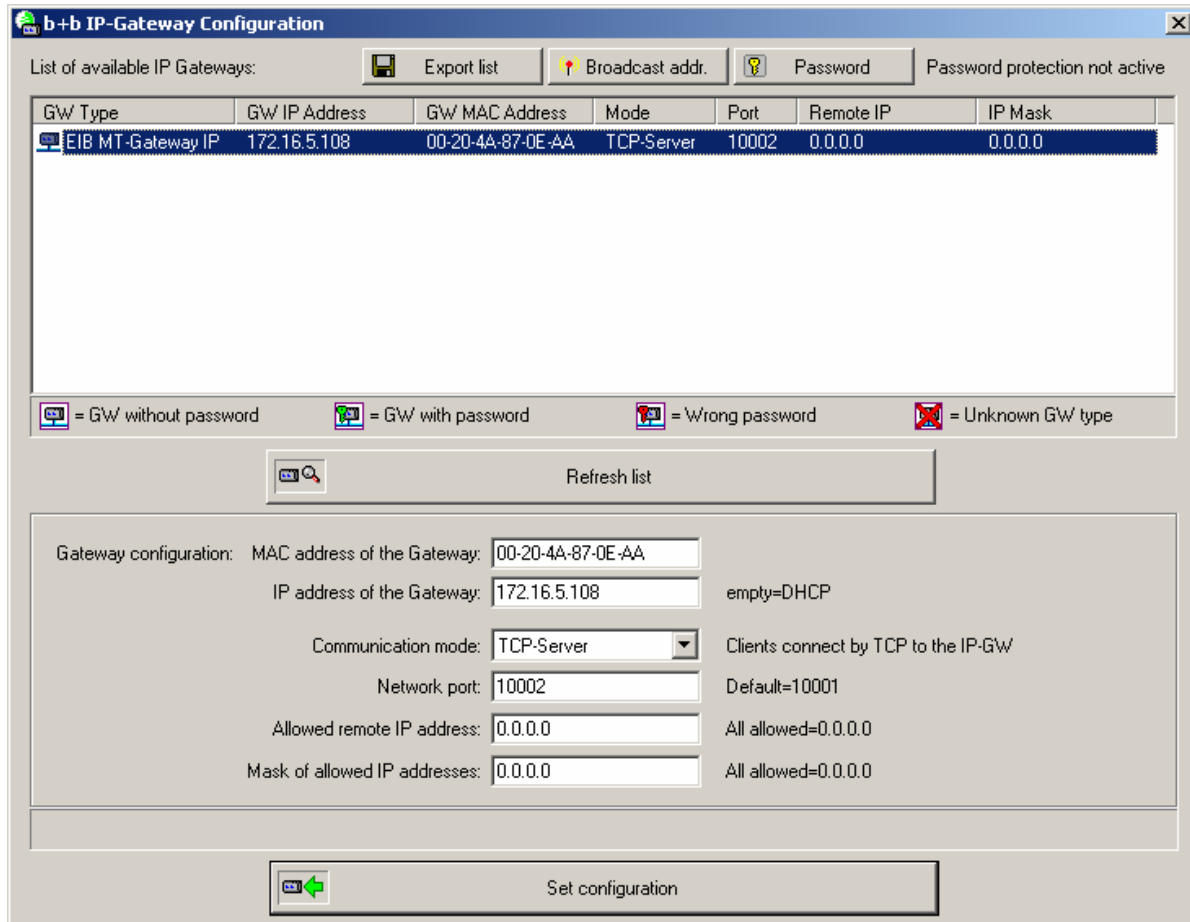 b+b IP-Gateway Configuration
List of available IP Gateways: Export list Broadcast addr. Password Password protection not active
GW Type GW IP Address GW MAC Address Mode Port Remote IP IP Mask
EIB MT-Gateway IP 172.16.5.108 00-20-4A-87-0E-AA TCP-Server 10002 0.0.0.0 0.0.0.0
= GW without password = GW with password = Wrong password = Unknown GW type
Refresh list
Gateway configuration: MAC address of the Gateway: 00-20-4A-87-0E-AA
IP address of the Gateway: 172.16.5.108 empty=DHCP
Communication mode: TCP-Server Clients connect by TCP to the IP-GW
Network port: 10002 Default=10001
Allowed remote IP address: 0.0.0.0 All allowed=0.0.0.0
Mask of allowed IP addresses: 0.0.0.0 All allowed=0.0.0.0
Set configuration